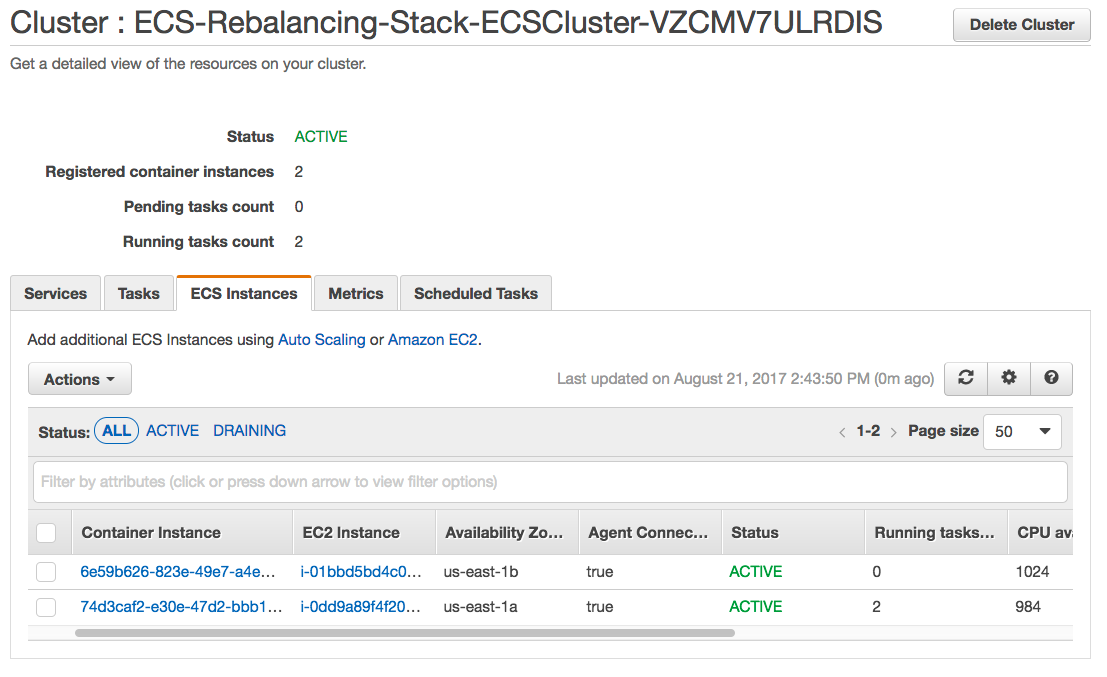 Cluster : ECS-Rebalancing-Stack-ECSCluster-VZCMV7ULRDIS
Delete Cluster
Get a detailed view of the resources on your cluster.
Status ACTIVE
Registered container instances 2
Pending tasks count 0
Running tasks count 2
Services Tasks ECS Instances Metrics Scheduled Tasks
Add additional ECS Instances using Auto Scaling or Amazon EC2.
Actions Last updated on August 21, 2017 2:43:50 PM (0m ago)
Status: ALL ACTIVE DRAINING < 1-2 > Page size 50
Filter by attributes (click or press down arrow to view filter options)
Container Instance EC2 Instance Availability Zo... Agent Connec... Status Running tasks... CPU av
6e59b626-823e-49e7-a4e... i-01bbd5bd4c0... us-east-1b true ACTIVE 0 1024
74d3caf2-e30e-47d2-bbb1... i-0dd9a89f4f20... us-east-1a true ACTIVE 2 984